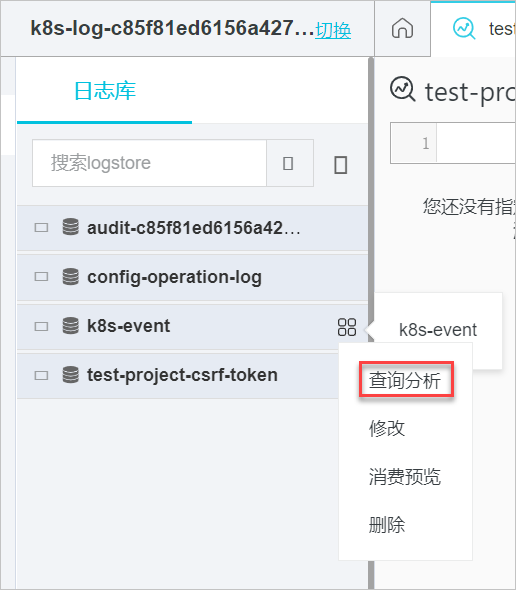 k8s-log-c85f81ed6156a427...切换
日志库
搜索logstore
audit-c85f81ed6156a42...
config-operation-log
k8s-event
test-project-csrf-token
tes
test-pro
1
您还没有指定
k8s-event
查询分析
修改
消费预览
删除